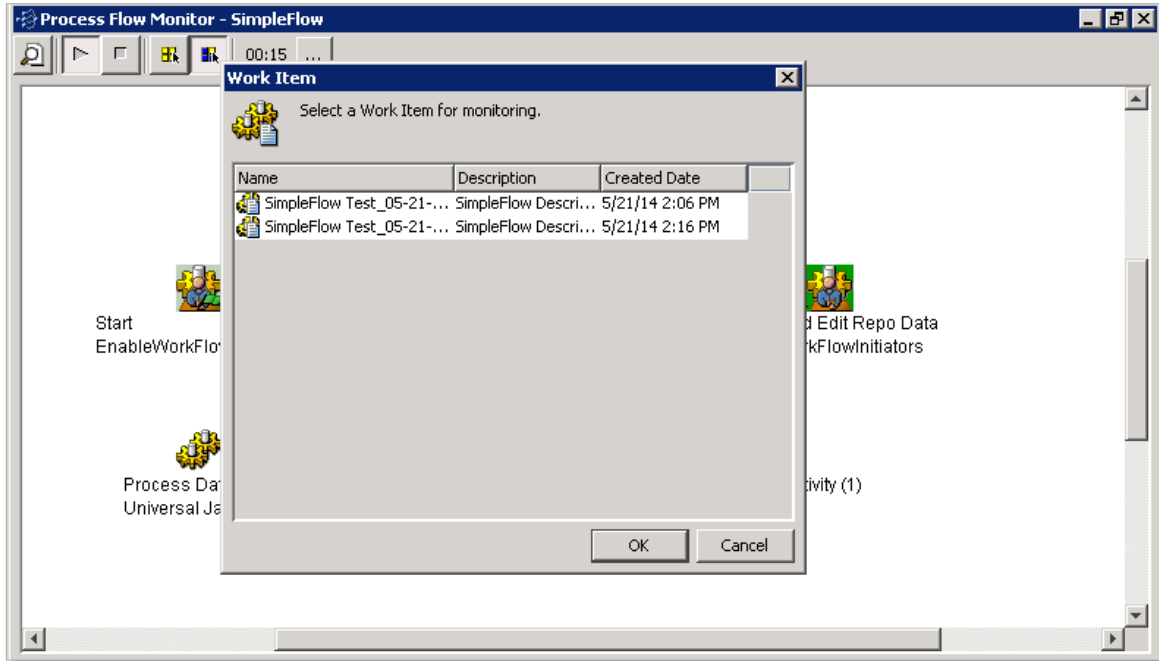 Process Flow Monitor - SimpleFlow
00:15 ...
Work Item
Select a Work Item for monitoring.
Name Description Created Date
SimpleFlow Test_05-21-... SimpleFlow Descri... 5/21/14 2:06 PM
SimpleFlow Test_05-21-... SimpleFlow Descri... 5/21/14 2:16 PM
Start
EnableWorkFlo
d Edit Repo Data
kFlowInitiators
Process Da
Universal Ja
tivity (1)
OK Cancel